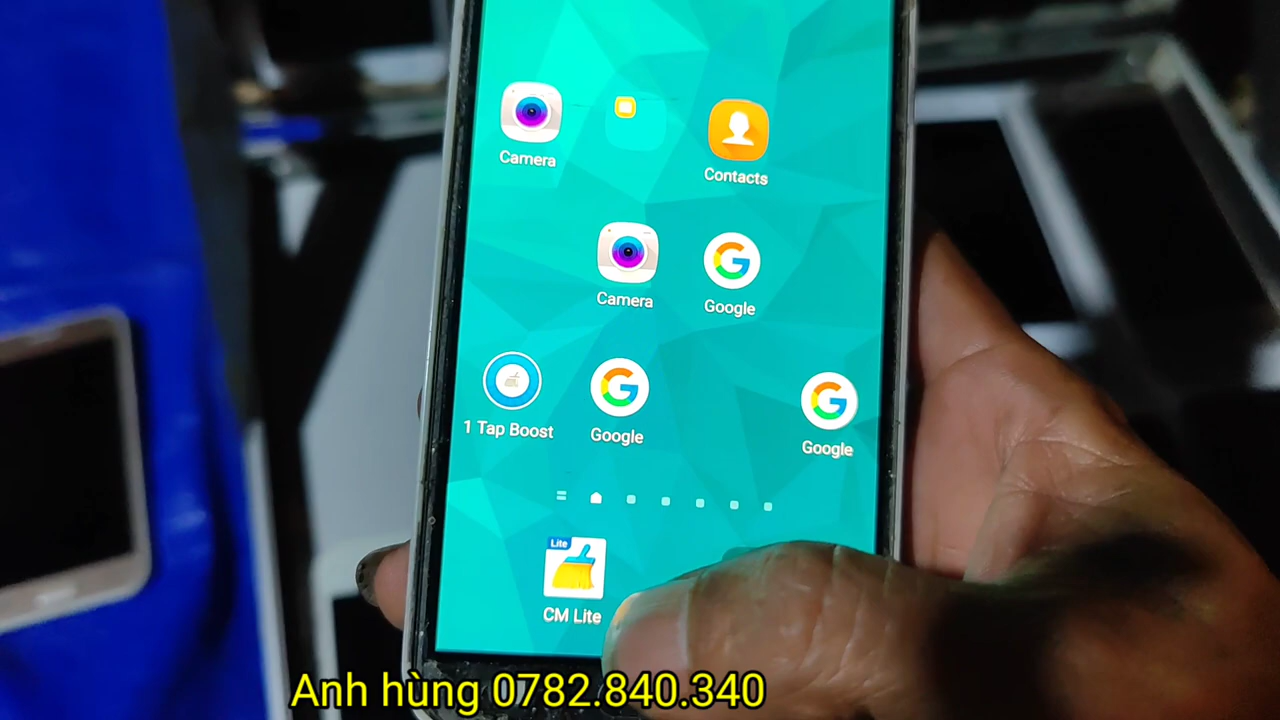 Camera
Contacts
Camera
Google
1 Tap Boost
Google
Google
Lite
CM Lite
Anh hùng 0782.840.340